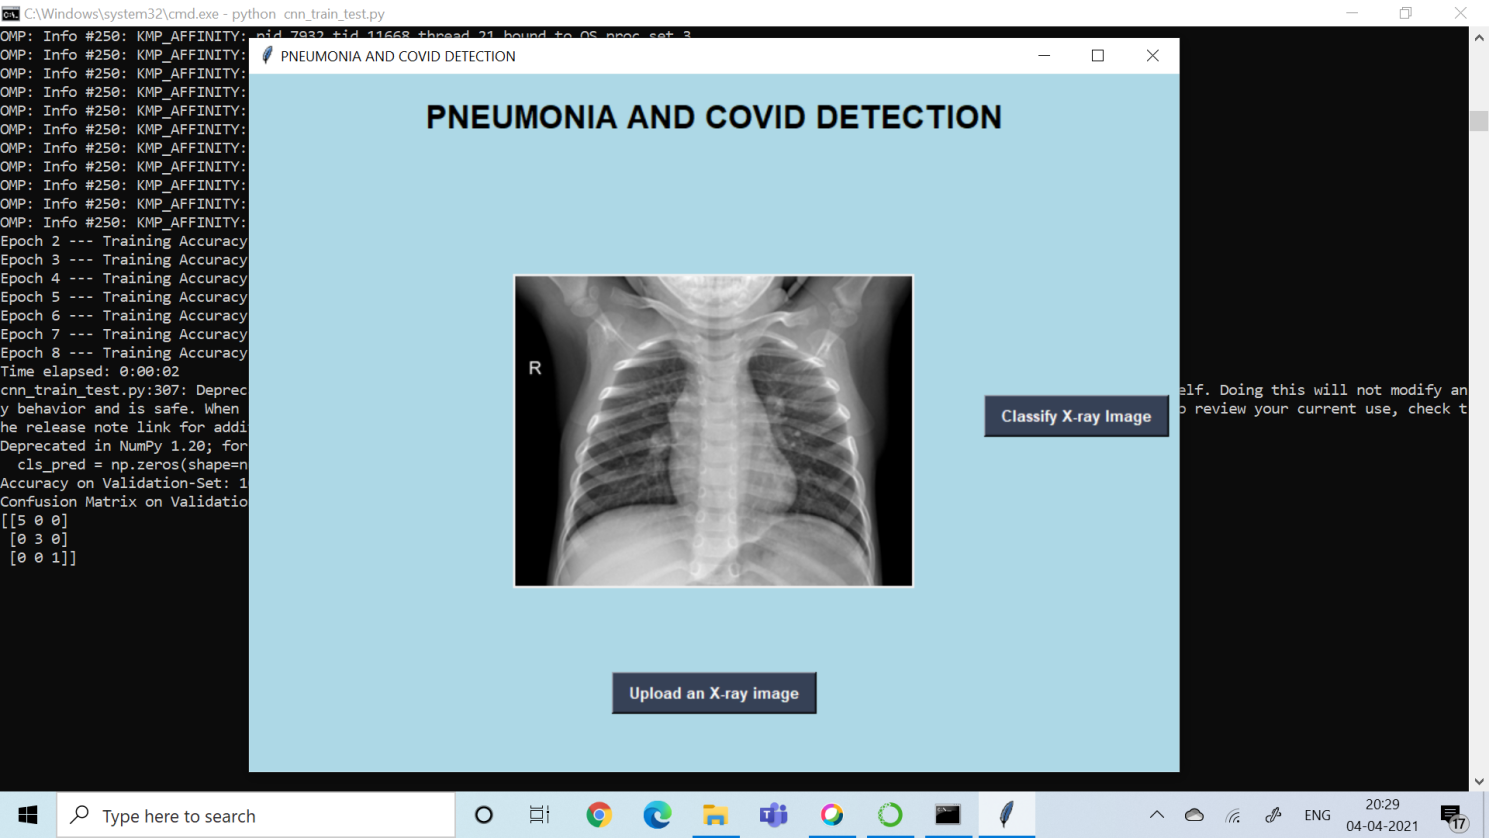 C:\Windows\system32\cmd.exe - python cnn_train_test.py
OMP: Info #250: KMP_AFFINITY: pid 7932 tid 11668 thread 21 bound to OS proc set 3
OMP: Info #250: KMP_AFFINITY:
OMP: Info #250: KMP_AFFINITY:
OMP: Info #250: KMP_AFFINITY:
OMP: Info #250: KMP_AFFINITY:
OMP: Info #250: KMP_AFFINITY:
OMP: Info #250: KMP_AFFINITY:
OMP: Info #250: KMP_AFFINITY:
OMP: Info #250: KMP_AFFINITY:
OMP: Info #250: KMP_AFFINITY:
OMP: Info #250: KMP_AFFINITY:
Epoch 2 --- Training Accuracy
Epoch 3 --- Training Accuracy
Epoch 4 --- Training Accuracy
Epoch 5 --- Training Accuracy
Epoch 6 --- Training Accuracy
Epoch 7 --- Training Accuracy
Epoch 8 --- Training Accuracy
Time elapsed: 0:00:02
cnn_train_test.py:307: Deprec elf. Doing this will not modify an
y behavior and is safe. When review your current use, check t
he release note link for addi
Deprecated in NumPy 1.20; for
cls_pred = np.zeros(shape=n
Accuracy on Validation-Set:
Confusion Matrix on Validatio
[[5 0 0]
[0 3 0]
[0 0 1]]
PNEUMONIA AND COVID DETECTION
PNEUMONIA AND COVID DETECTION
R
Classify X-ray Image
Upload an X-ray image
Type here to search
ENG
20:29
04-04-2021
17